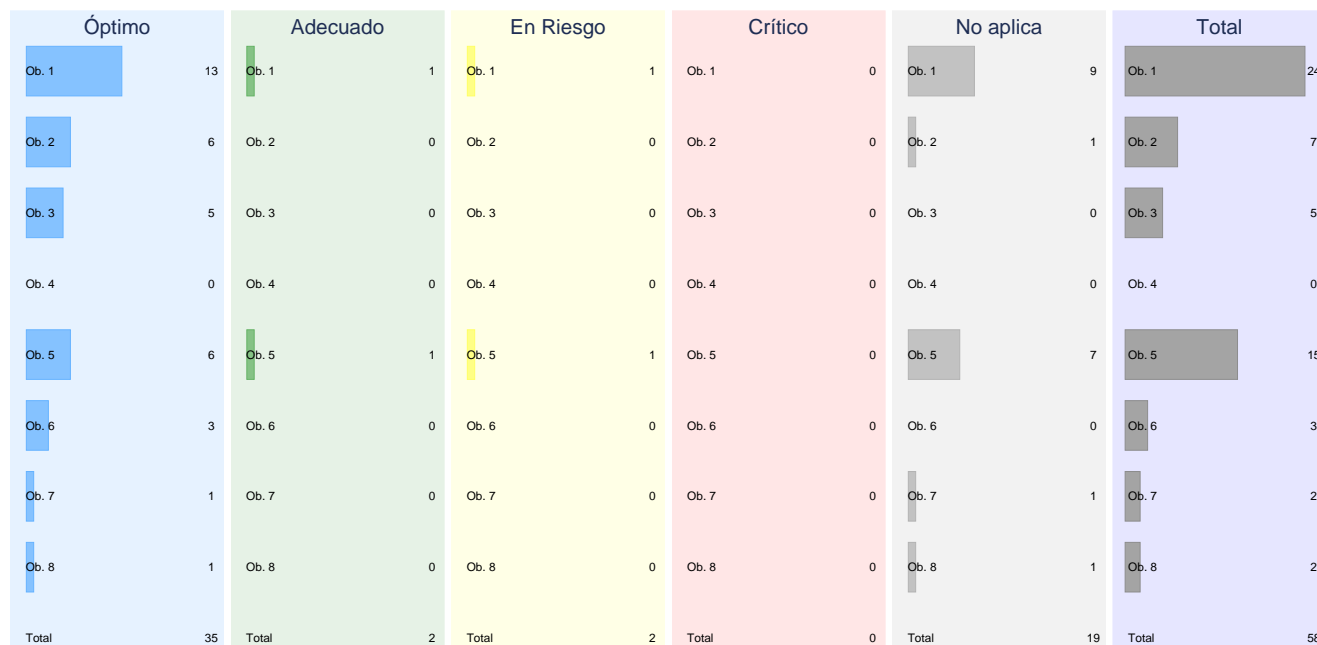 Óptimo Adecuado En Riesgo Crítico No aplica Total
Ob. 1 13 Ob. 1 1 Ob. 1 1 Ob. 1 0 Ob. 1 9 Ob. 1 24
Ob. 2 6 Ob. 2 0 Ob. 2 0 Ob. 2 0 Ob. 2 1 Ob. 2 7
Ob. 3 5 Ob. 3 0 Ob. 3 0 Ob. 3 0 Ob. 3 0 Ob. 3 5
Ob. 4 0 Ob. 4 0 Ob. 4 0 Ob. 4 0 Ob. 4 0 Ob. 4 0
Ob. 5 6 Ob. 5 1 Ob. 5 1 Ob. 5 0 Ob. 5 7 Ob. 5 15
Ob. 6 3 Ob. 6 0 Ob. 6 0 Ob. 6 0 Ob. 6 0 Ob. 6 3
Ob. 7 1 Ob. 7 0 Ob. 7 0 Ob. 7 0 Ob. 7 1 Ob. 7 2
Ob. 8 1 Ob. 8 0 Ob. 8 0 Ob. 8 0 Ob. 8 1 Ob. 8 2
Total 35 Total 2 Total 2 Total 0 Total 19 Total 58